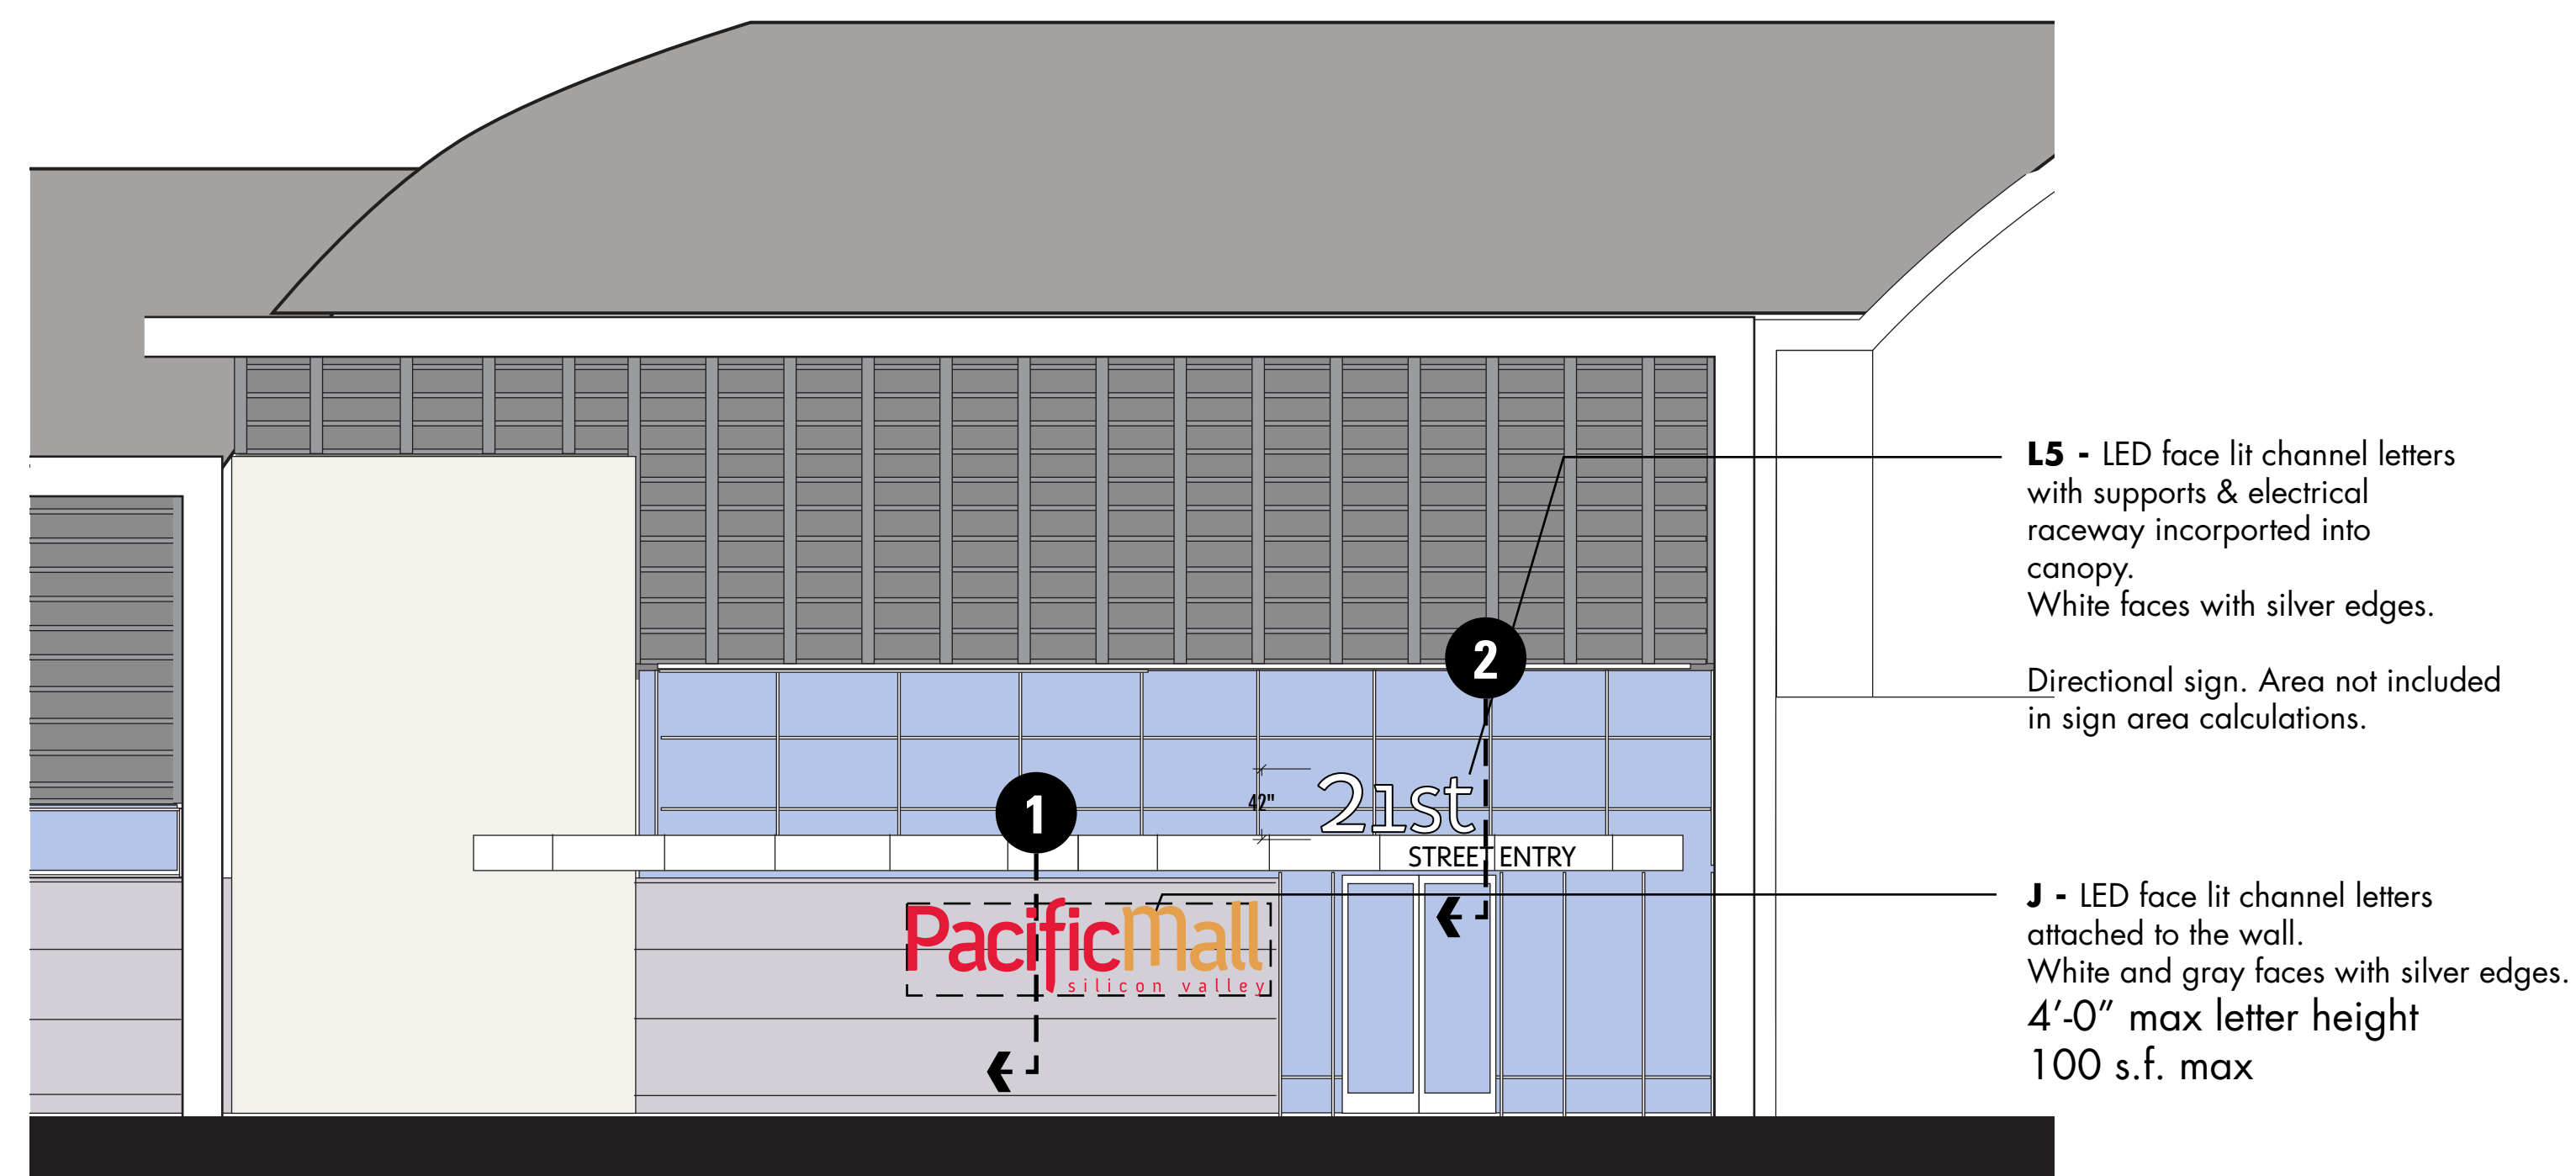 L5 - LED face lit channel letters
with supports & electrical
raceway incorported into
canopy.
White faces with silver edges.
Directional sign. Area not included
in sign area calculations.
2
1
42"
21st
STREET ENTRY
PacificMall
silicon valley
J - LED face lit channel letters
attached to the wall.
White and gray faces with silver edges.
4'-0" max letter height
100 s.f. max